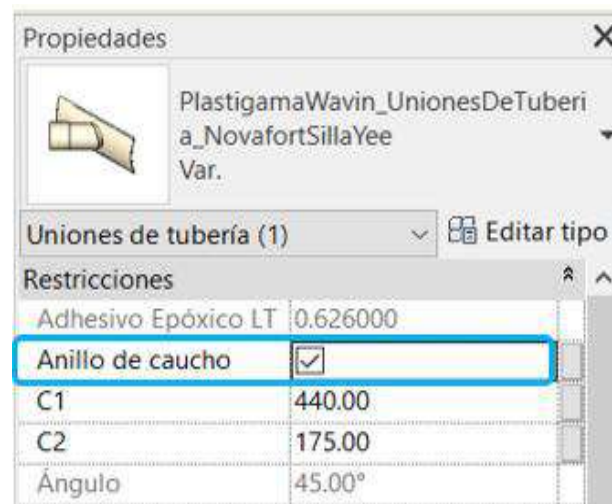 Propiedades
PlastigamaWavin_UnionesDeTuberi
a_NovafortSillaYee
Var.
Uniones de tubería (1) Editar tipo
Restricciones
Adhesivo Epóxico LT 0.626000
Anillo de caucho
C1 440.00
C2 175.00
Ángulo 45.00°